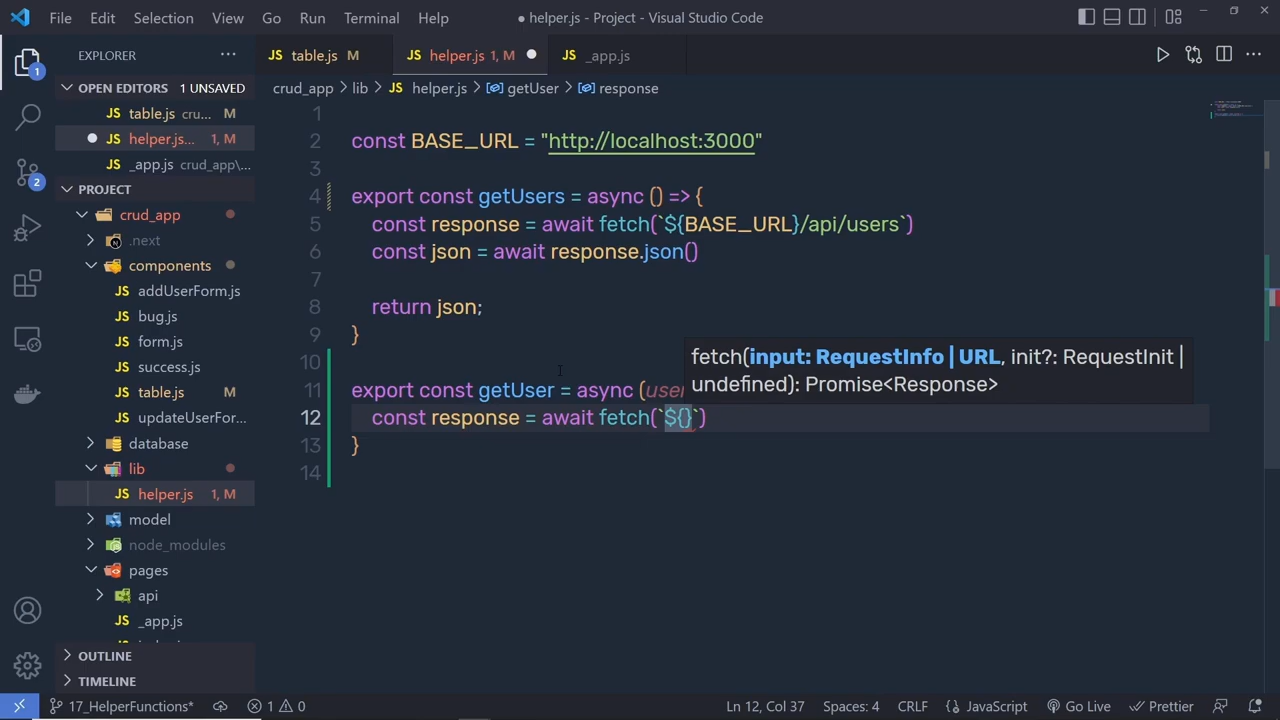 File Edit Selection View Go Run Terminal Help
● helper.js - Project - Visual Studio Code
EXPLORER ···
JS table.js M
JS helper.js 1, M ●
JS _app.js
1
OPEN EDITORS 1 UNSAVED
crud_app > lib > JS helper.js > getUser > response
JS table.js cru... M
● JS helper.js... 1, M
JS _app.js crud_app\...
2
PROJECT
crud_app
.next
components
JS addUserForm.js
JS bug.js
JS form.js
JS success.js
JS table.js M
JS updateUserFor...
database
lib
JS helper.js 1, M
model
node_modules
pages
api
JS _app.js
OUTLINE
TIMELINE
1
2 const BASE_URL = "http://localhost:3000"
3
4 export const getUsers = async () => {
5 const response = await fetch(`${BASE_URL}/api/users`)
6 const json = await response.json()
7
8 return json;
9 }
10
fetch(input: RequestInfo | URL, init?: RequestInit |
undefined): Promise<Response>
11 export const getUser = async (user
12 const response = await fetch(`${}`)
13 }
14
17_HelperFunctions* 1 0 Ln 12, Col 37 Spaces: 4 CRLF {} JavaScript Go Live Prettier